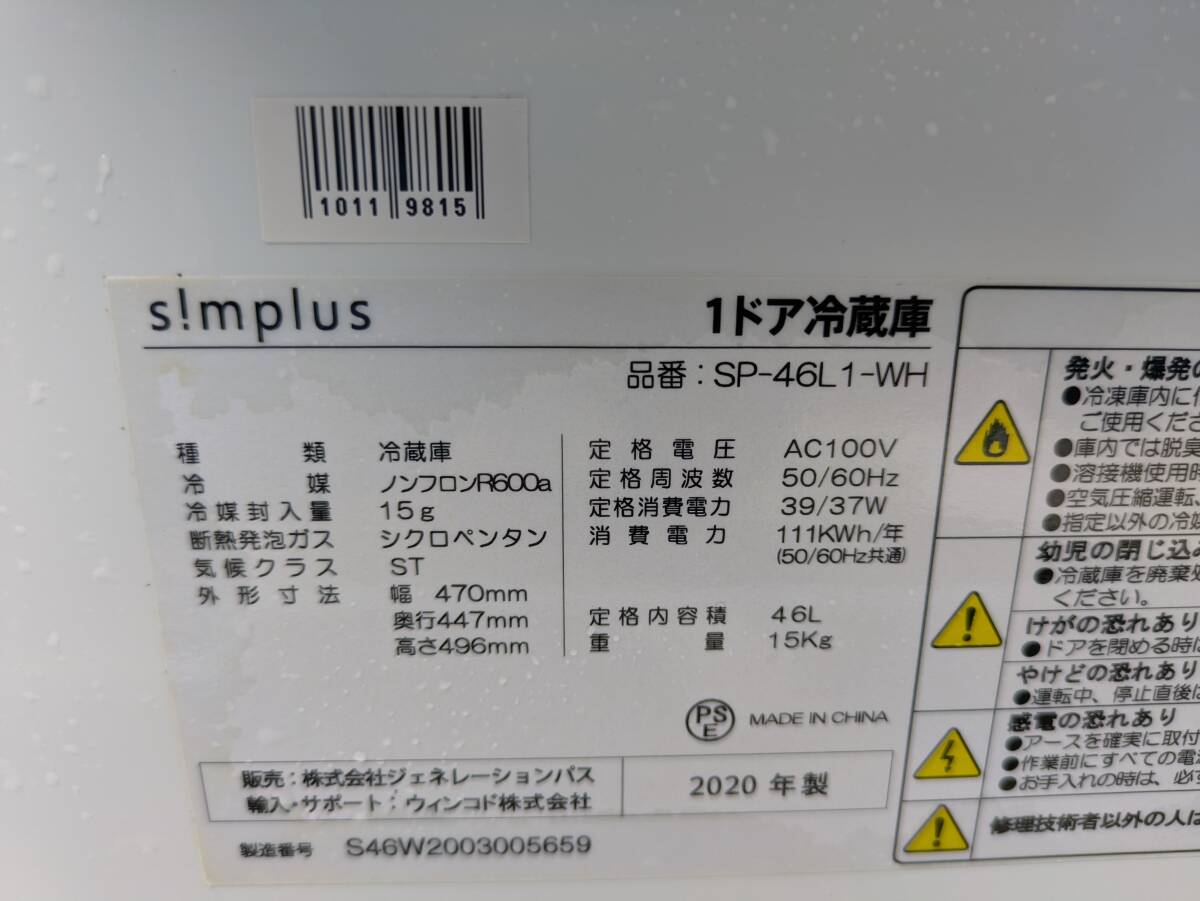 1011 9815
s!mplus
1ドア冷蔵庫
品番：SP-46L1-WH
種類 冷蔵庫
冷媒 ノンフロンR600a
冷媒封入量 15g
断熱発泡ガス シクロペンタン
気候クラス ST
外形寸法 幅 470mm
奥行447mm
高さ496mm
定格電圧 AC100V
定格周波数 50/60Hz
定格消費電力 39/37W
消費電力 111KWh/年
(50/60Hz共通)
定格内容積 46L
重量 15Kg
PS
E
MADE IN CHINA
販売：株式会社ジェネレーションパス
輸入・サポート：ウィンコド株式会社
2020 年製
製造番号 S46W2003005659
発火・爆発の
●冷凍庫内に
ご使用くださ
●庫内では脱臭
●溶接機使用時
●空気圧縮運転、
●指定以外の冷媒
幼児の閉じ込み
●冷蔵庫を廃棄処
ください。
けがの恐れあり
●ドアを閉める時は
やけどの恐れあり
●運転中、停止直後は
感電の恐れあり
●アースを確実に取付
●作業前にすべての電源
●お手入れの時は、必ず
修理技術者以外の人は